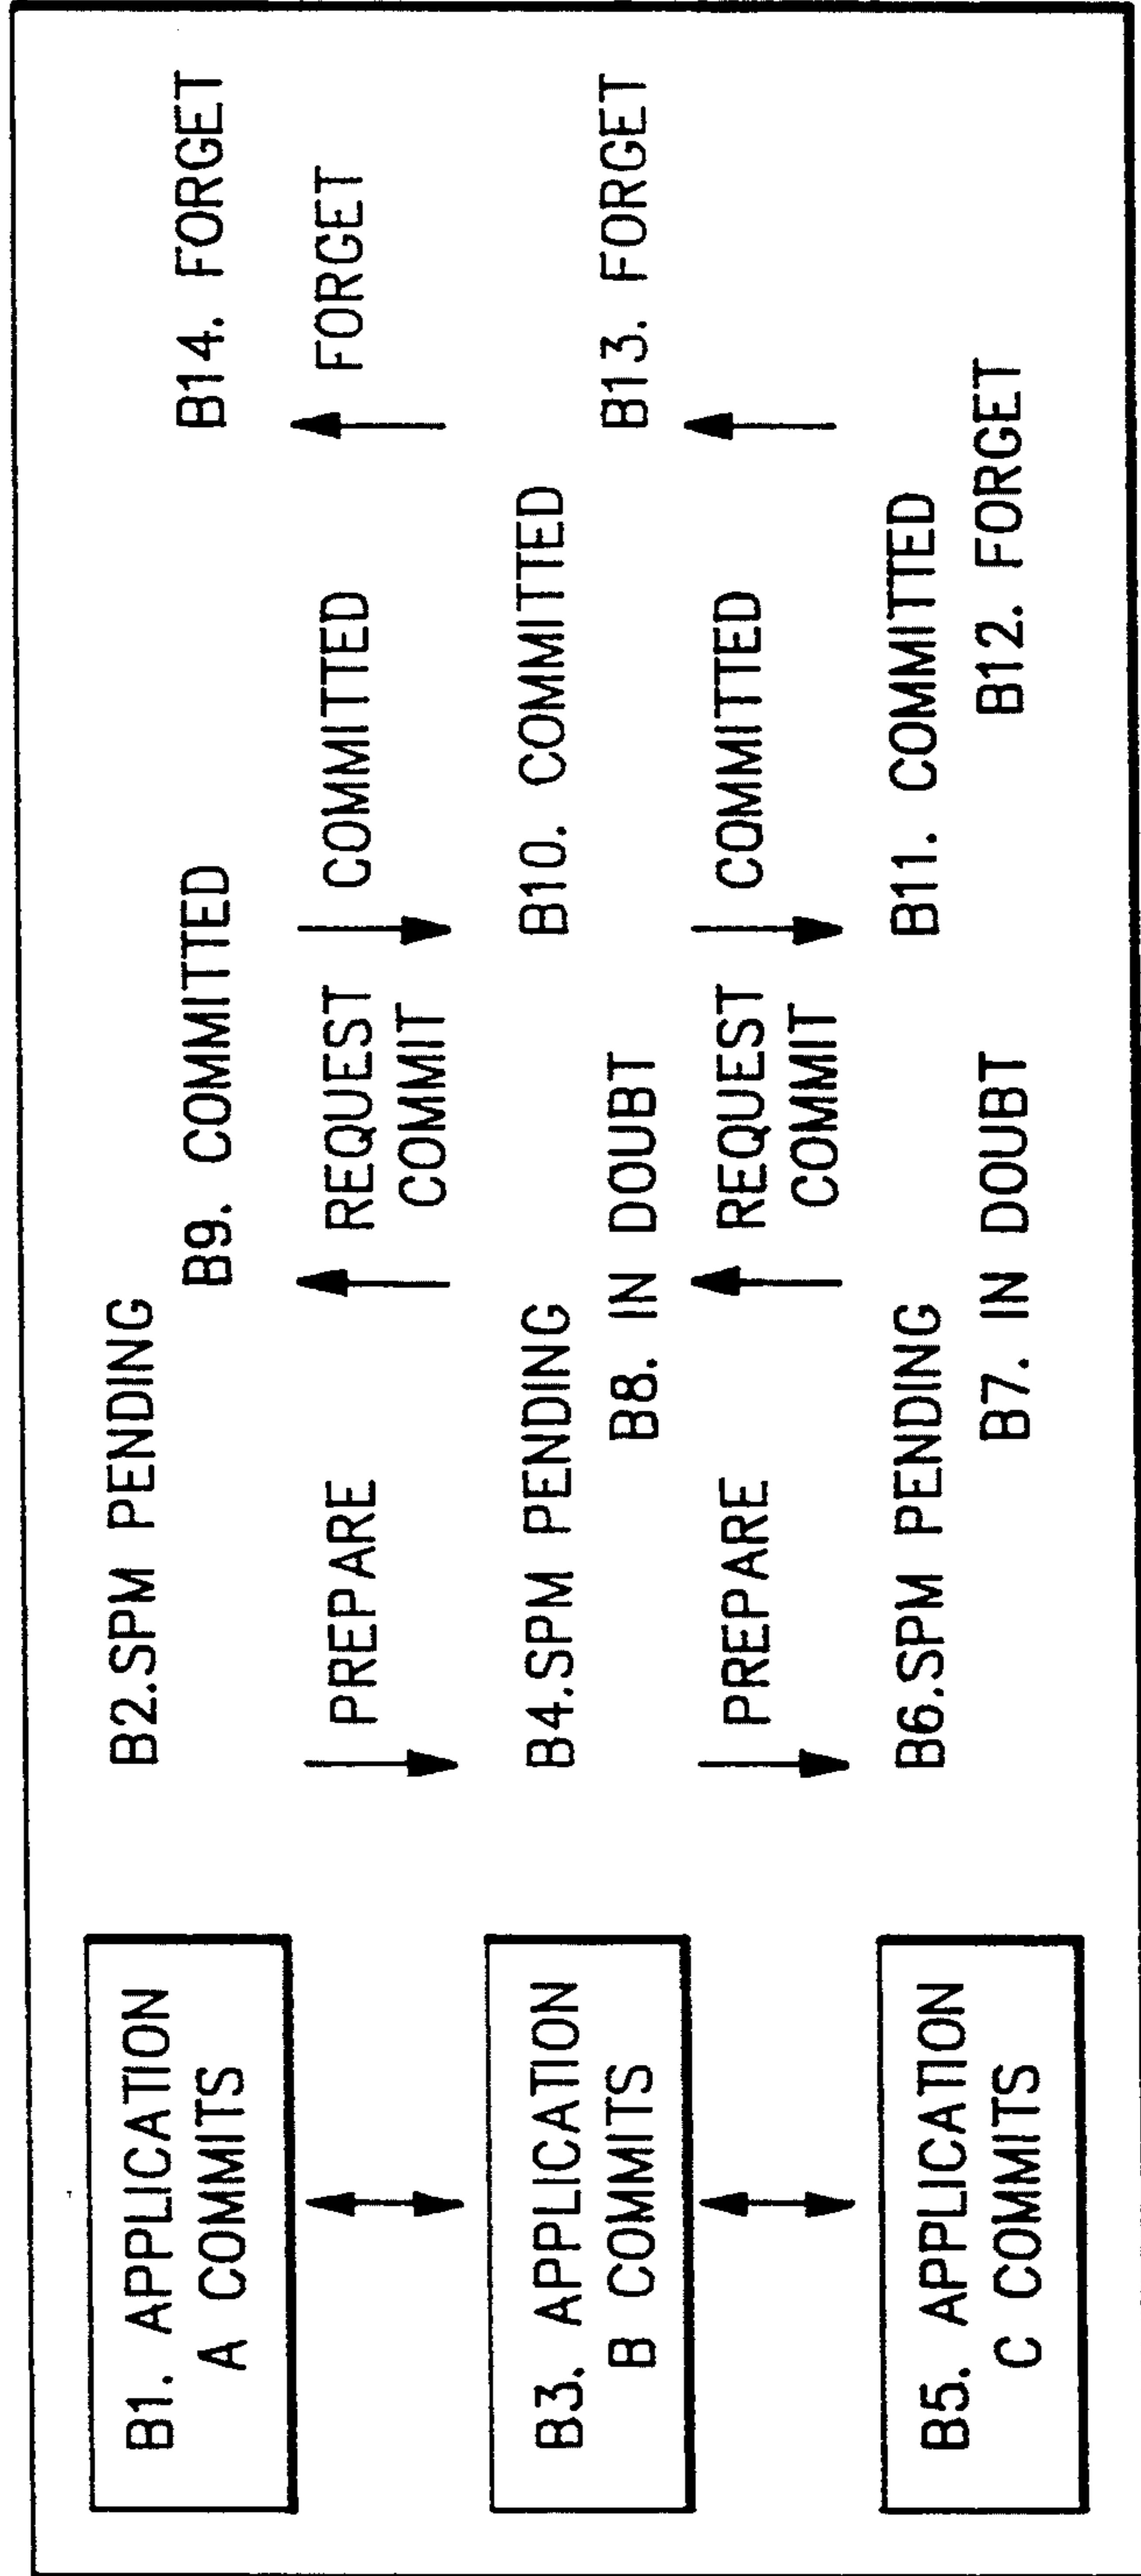 B1. APPLICATION
A COMMITS
B2.SPM PENDING
B9. COMMITTED
B14. FORGET
PREPARE
REQUEST
COMMIT
COMMITTED
FORGET
B3. APPLICATION
B COMMITS
B4.SPM PENDING
B8. IN DOUBT
B10. COMMITTED
B13. FORGET
PREPARE
REQUEST
COMMIT
COMMITTED
B5. APPLICATION
C COMMITS
B6.SPM PENDING
B7. IN DOUBT
B11. COMMITTED
B12. FORGET